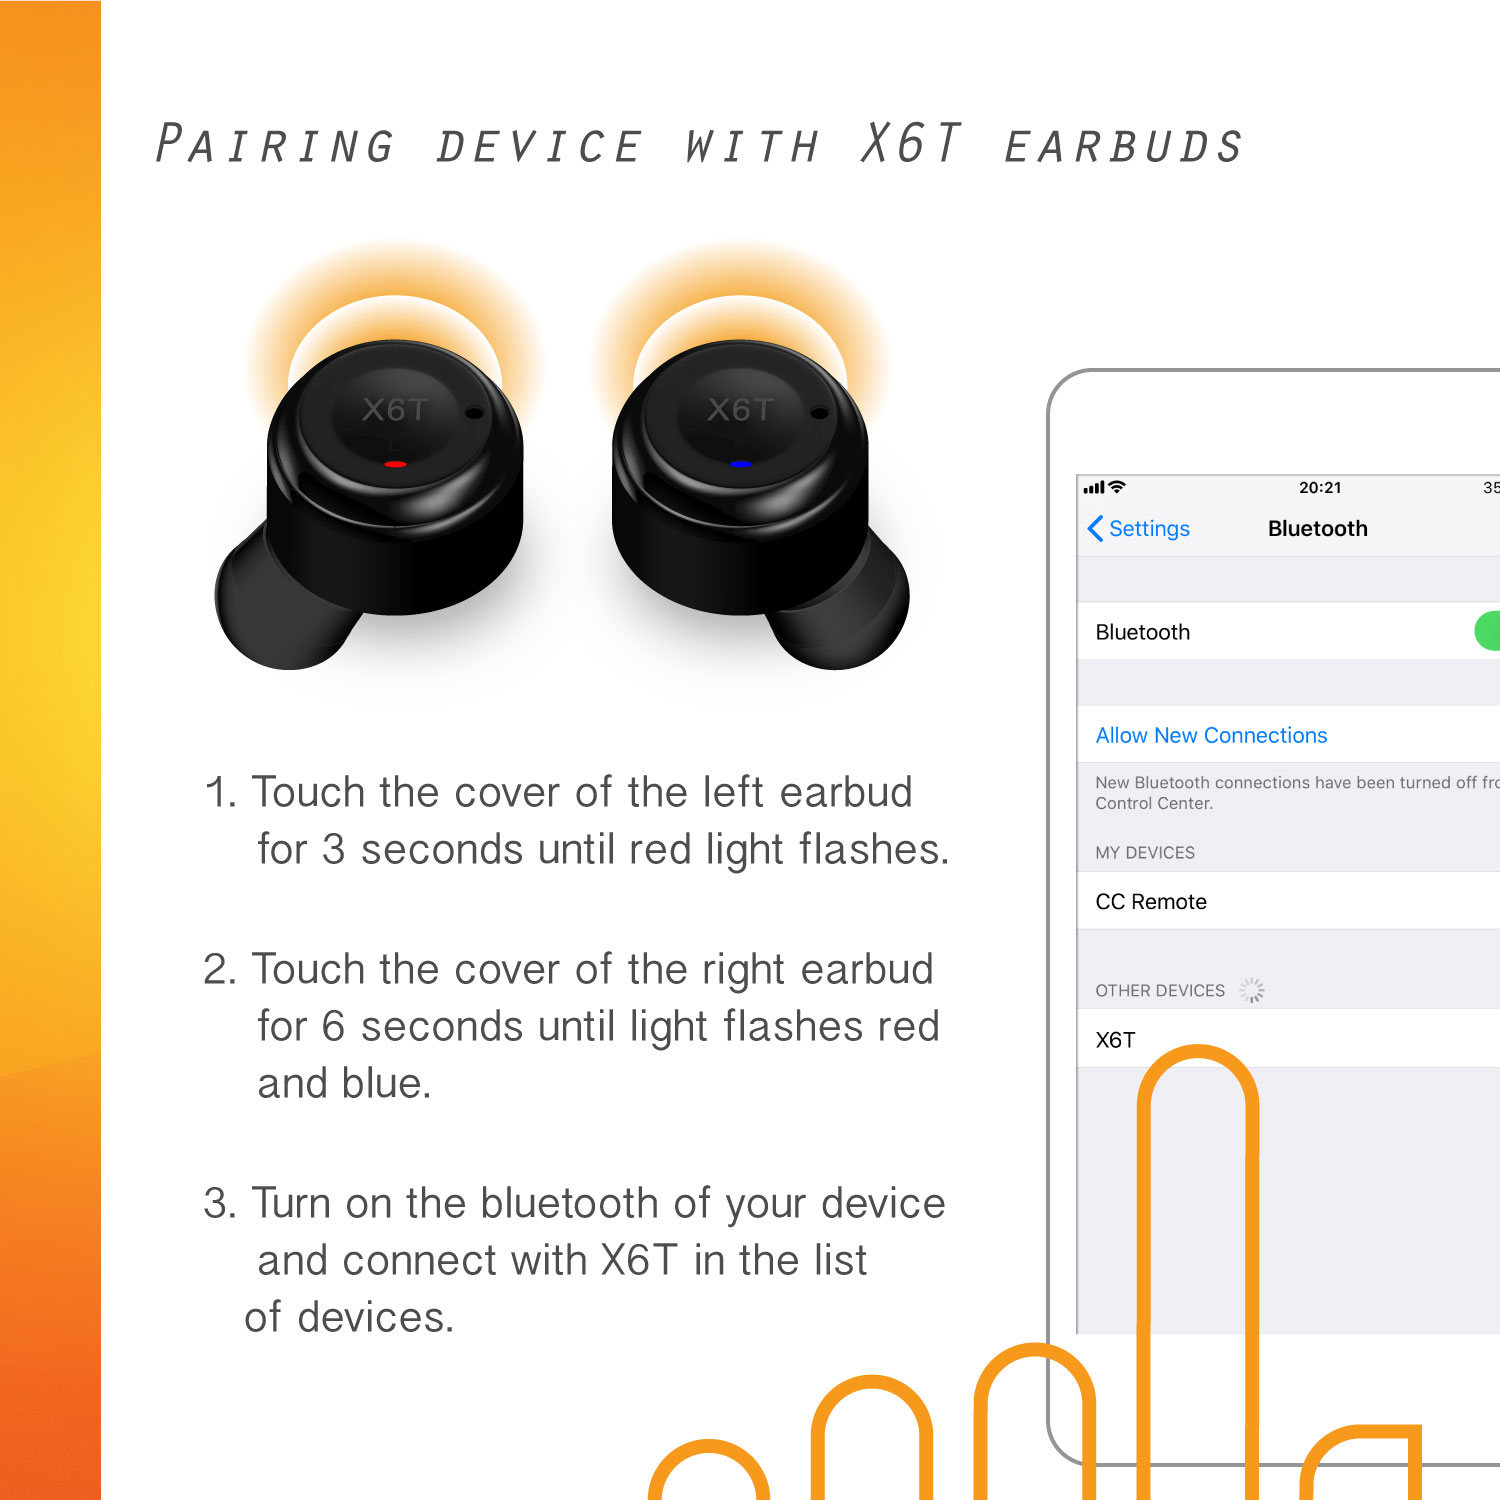 Pairing device with X6T earbuds
X6T
L
X6T
R
1. Touch the cover of the left earbud
for 3 seconds until red light flashes.
2. Touch the cover of the right earbud
for 6 seconds until light flashes red
and blue.
3. Turn on the bluetooth of your device
and connect with X6T in the list
of devices.
20:21
35
Settings
Bluetooth
Bluetooth
Allow New Connections
New Bluetooth connections have been turned off
Control Center.
MY DEVICES
CC Remote
OTHER DEVICES
X6T